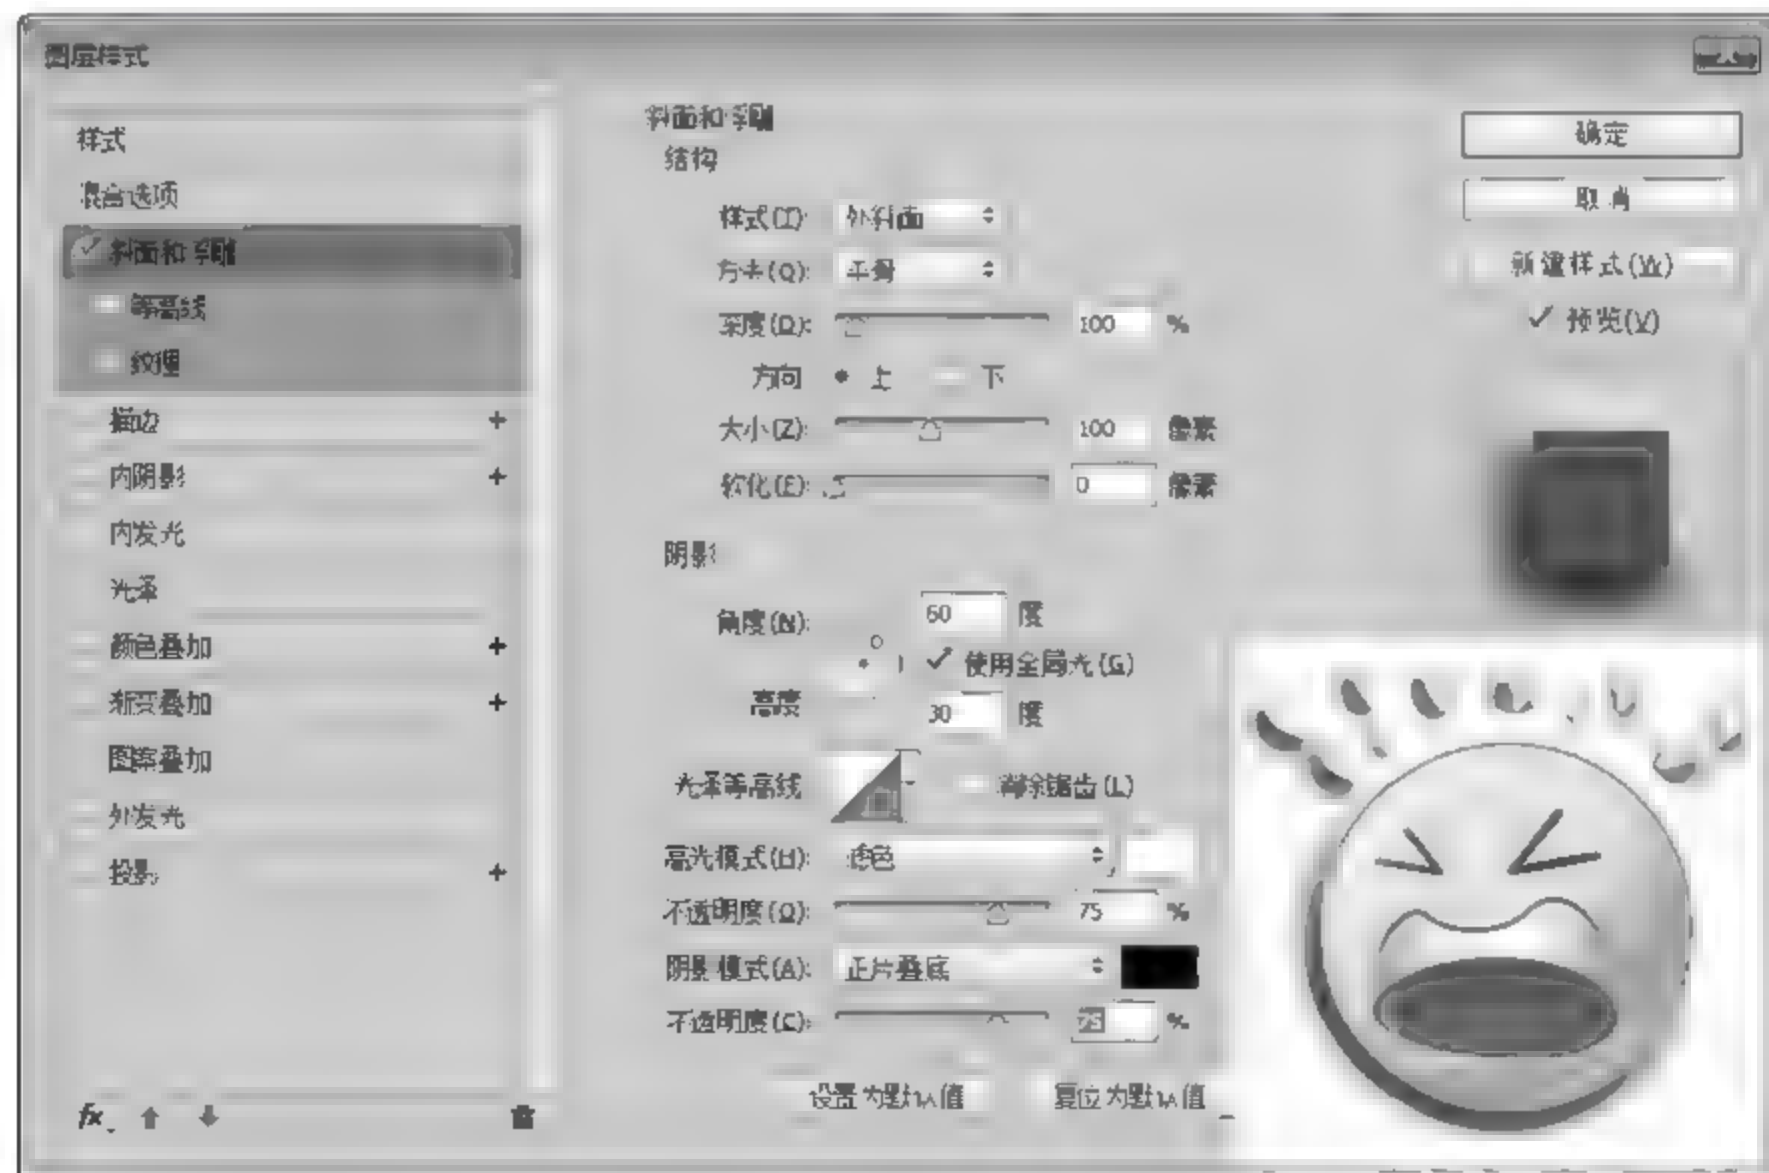 图层样式
样式
混合选项
斜面和浮雕
等高线
纹理
描边 +
内阴影 +
内发光
光泽
颜色叠加 +
渐变叠加 +
图案叠加
外发光
投影 +
fx
斜面和浮雕
结构
样式(T): 外斜面
方法(Q): 平滑
深度(D): 100 %
方向 上 下
大小(Z): 100 像素
软化(F): 0 像素
阴影
角度(N): 60 度
使用全局光(G)
高度 30 度
光泽等高线 消除锯齿(L)
高光模式(H): 滤色
不透明度(O): 75 %
阴影模式(A): 正片叠底
不透明度(C): 75 %
设置为默认值 复位为默认值
确定
取消
新建样式(W)
预览(V)